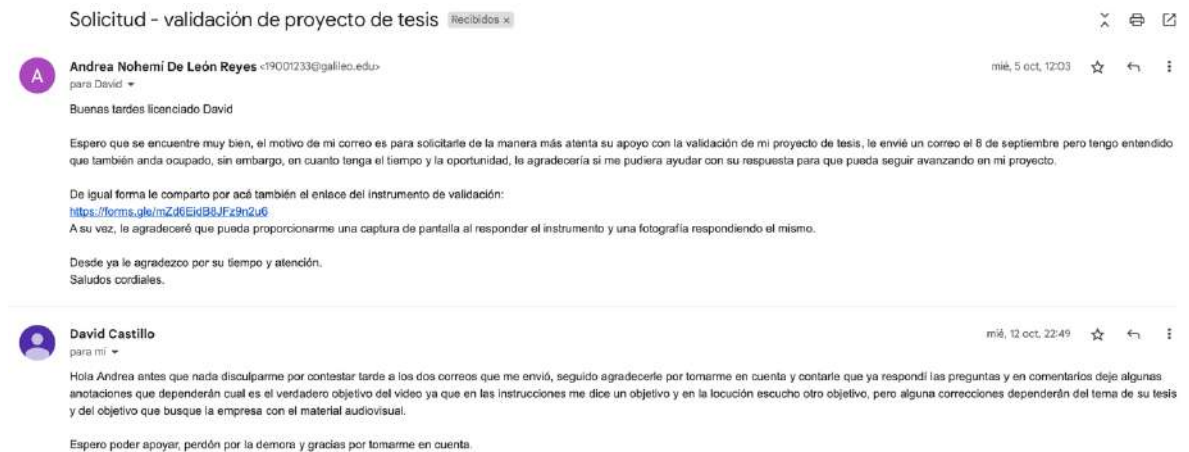 Solicitud - validación de proyecto de tesis Recibidos x
A
Andrea Nohemí De León Reyes <19001233@galileo.edu>
mié, 5 oct, 12:03
para David
Buenas tardes licenciado David
Espero que se encuentre muy bien, el motivo de mi correo es para solicitarle de la manera más atenta su apoyo con la validación de mi proyecto de tesis, le envié un correo el 8 de septiembre pero tengo entendido
que también anda ocupado, sin embargo, en cuanto tenga el tiempo y la oportunidad, le agradecería si me pudiera ayudar con su respuesta para que pueda seguir avanzando en mi proyecto.
De igual forma le comparto por acá también el enlace del instrumento de validación:
https://forms.gle/mZd6EidB8JFz9n2u6
A su vez, le agradeceré que pueda proporcionarme una captura de pantalla al responder el instrumento y una fotografía respondiendo el mismo.
Desde ya le agradezco por su tiempo y atención.
Saludos cordiales.
David Castillo
mié, 12 oct, 22:49
para mí
Hola Andrea antes que nada disculparme por contestar tarde a los dos correos que me envió, seguido agradecerle por tomarme en cuenta y contarle que ya respondí las preguntas y en comentarios deje algunas
anotaciones que dependerán cual es el verdadero objetivo del video ya que en las instrucciones me dice un objetivo y en la locución escucho otro objetivo, pero alguna correcciones dependerán del tema de su tesis
y del objetivo que busque la empresa con el material audiovisual.
Espero poder apoyar, perdón por la demora y gracias por tomarme en cuenta.